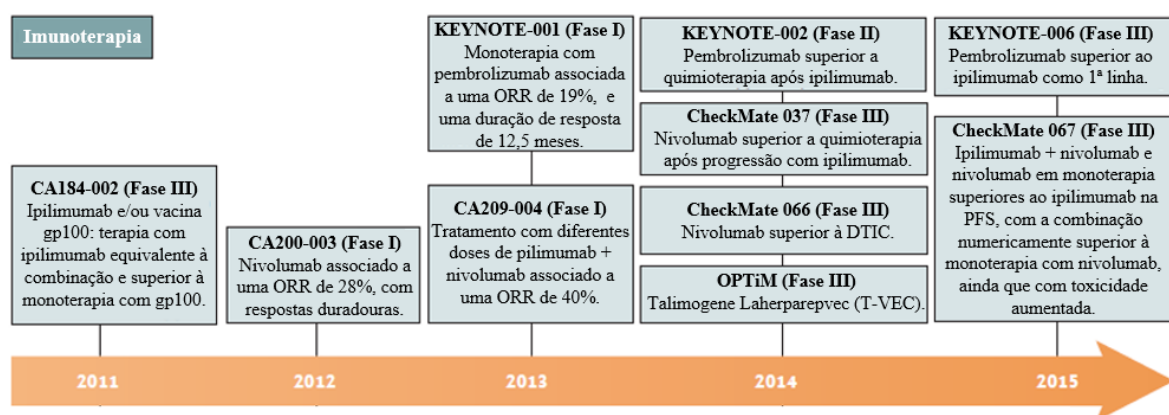 Imunoterapia
CA184-002 (Fase III)
Ipilimumab e/ou vacina
gp100: terapia com
ipilimumab equivalente à
combinação e superior à
monoterapia com gp100.
CA200-003 (Fase I)
Nivolumab associado a
uma ORR de 28%, com
respostas duradouras.
KEYNOTE-001 (Fase I)
Monoterapia com
pembrolizumab associada
a uma ORR de 19%, e
uma duração de resposta
de 12,5 meses.
CA209-004 (Fase I)
Tratamento com diferentes
doses de pilimumab +
nivolumab associado a
uma ORR de 40%.
KEYNOTE-002 (Fase II)
Pembrolizumab superior a
quimioterapia após ipilimumab.
CheckMate 037 (Fase III)
Nivolumab superior a quimioterapia
após progressão com ipilimumab.
CheckMate 066 (Fase III)
Nivolumab superior à DTIC.
OPTiM (Fase III)
Talimogene Laherparepvec (T-VEC).
KEYNOTE-006 (Fase III)
Pembrolizumab superior ao
ipilimumab como 1ª linha.
CheckMate 067 (Fase III)
Ipilimumab + nivolumab e
nivolumab em monoterapia
superiores ao ipilimumab na
PFS, com a combinação
numericamente superior à
monoterapia com nivolumab,
ainda que com toxicidade
aumentada.
2011
2012
2013
2014
2015